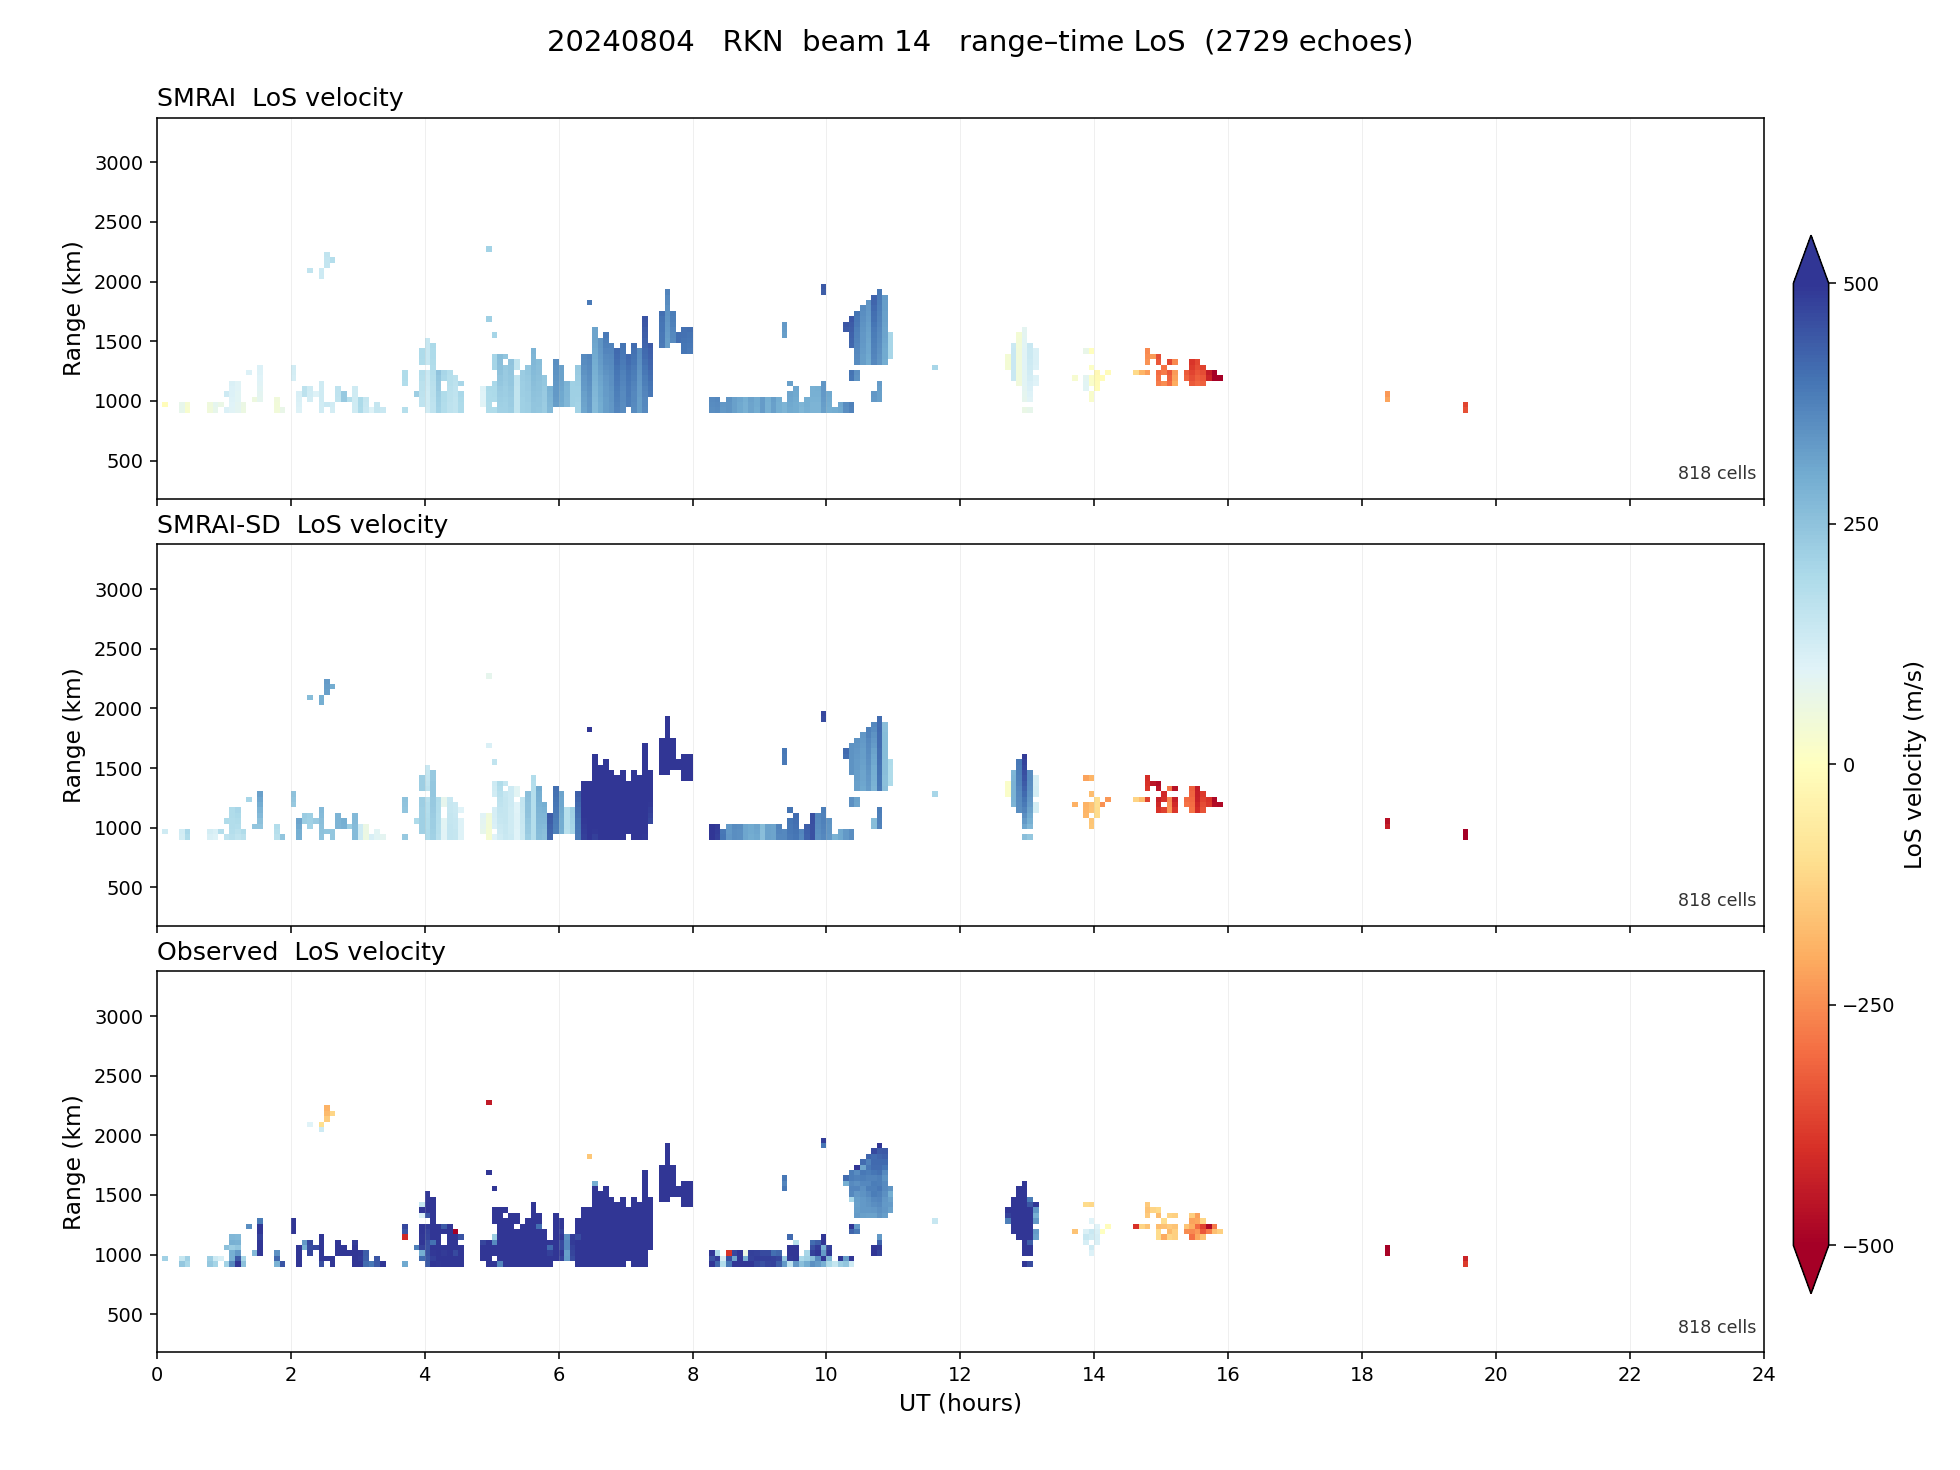 20240804   RKN  beam 14   range–time LoS  (2729 echoes)
SMRAI  LoS velocity
3000
2500
2000
1500
1000
500
Range (km)
818 cells
SMRAI-SD  LoS velocity
3000
2500
2000
1500
1000
500
Range (km)
818 cells
Observed  LoS velocity
3000
2500
2000
1500
1000
500
Range (km)
818 cells
0 2 4 6 8 10 12 14 16 18 20 22 24
UT (hours)
500
250
0
−250
−500
LoS velocity (m/s)